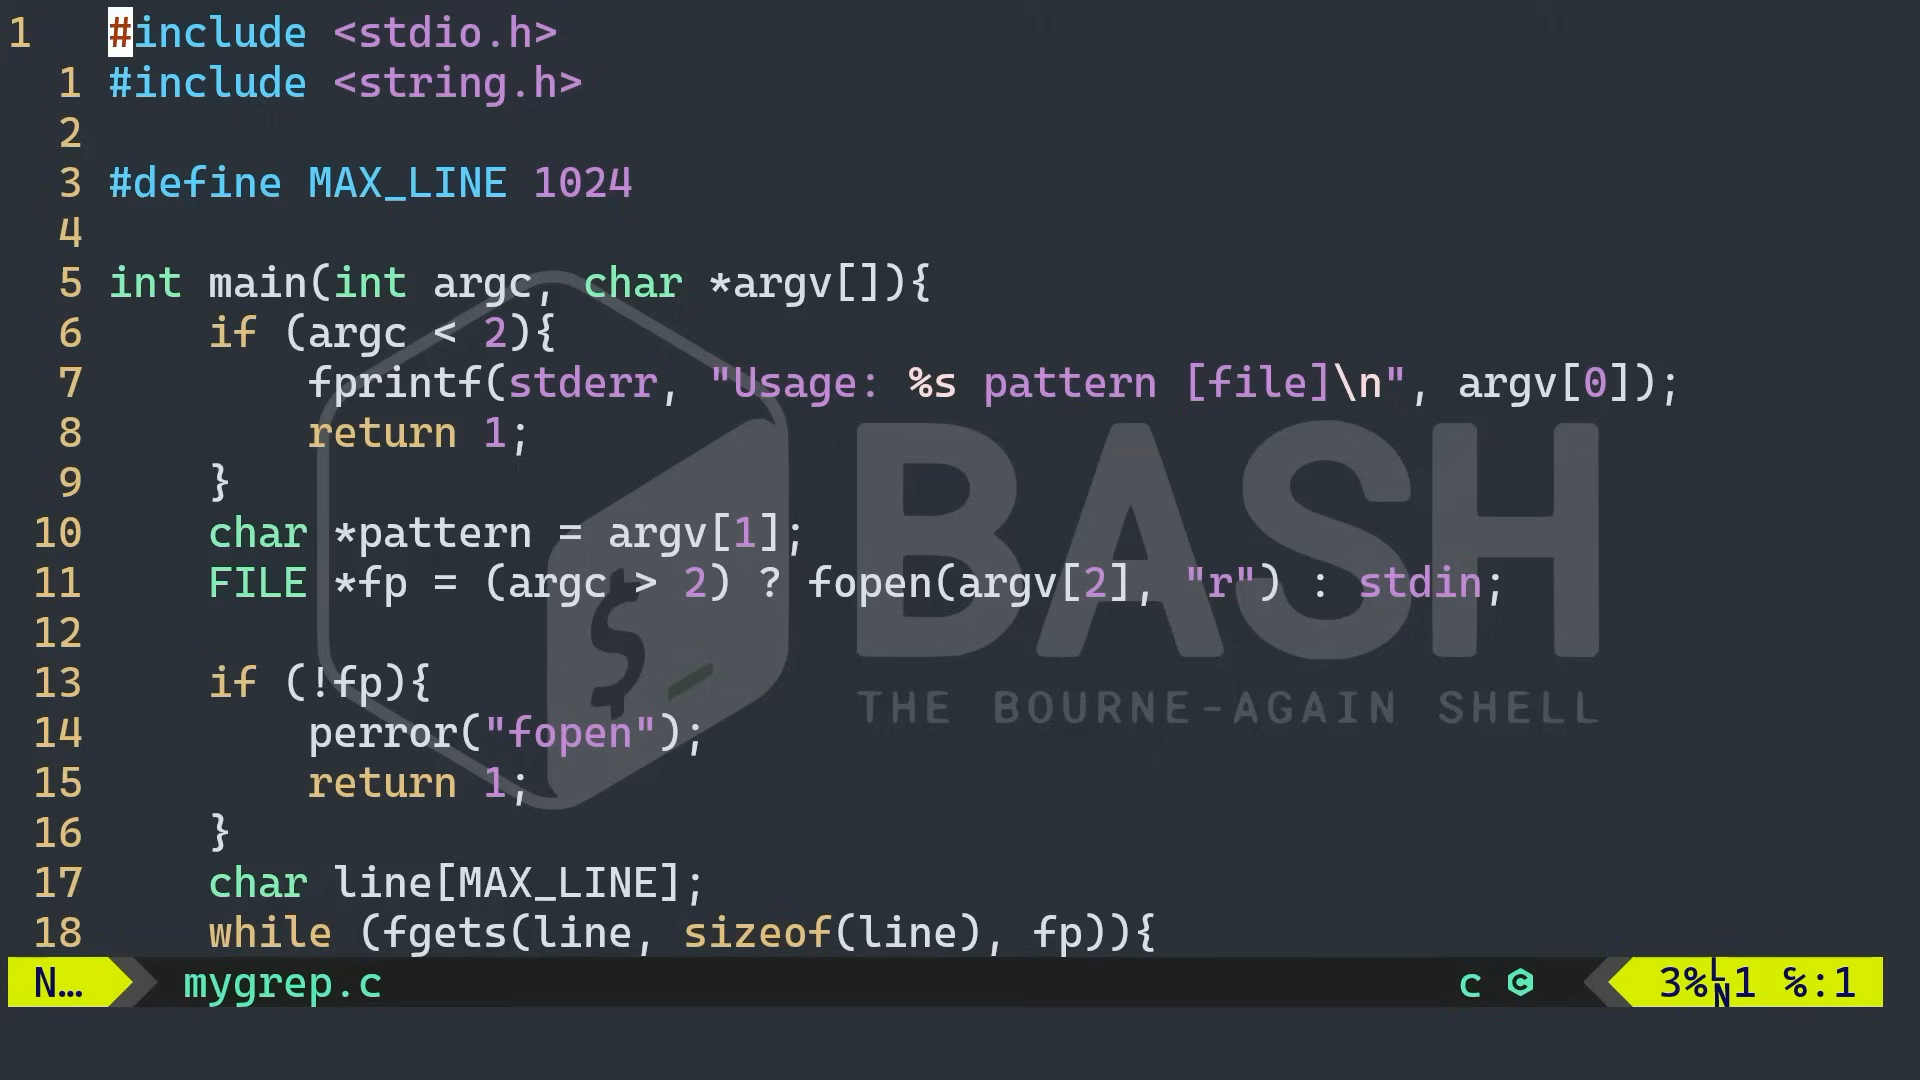 1 #include <stdio.h>
1 #include <string.h>
2
3 #define MAX_LINE 1024
4
5 int main(int argc, char *argv[]){
6     if (argc < 2){
7         fprintf(stderr, "Usage: %s pattern [file]\n", argv[0]);
8         return 1;
9     }
10     char *pattern = argv[1];
11     FILE *fp = (argc > 2) ? fopen(argv[2], "r") : stdin;
12
13     if (!fp){
14         perror("fopen");
15         return 1;
16     }
17     char line[MAX_LINE];
18     while (fgets(line, sizeof(line), fp)){
$_
BASH
THE BOURNE-AGAIN SHELL
N… mygrep.c c 3%␤1 ℅:1